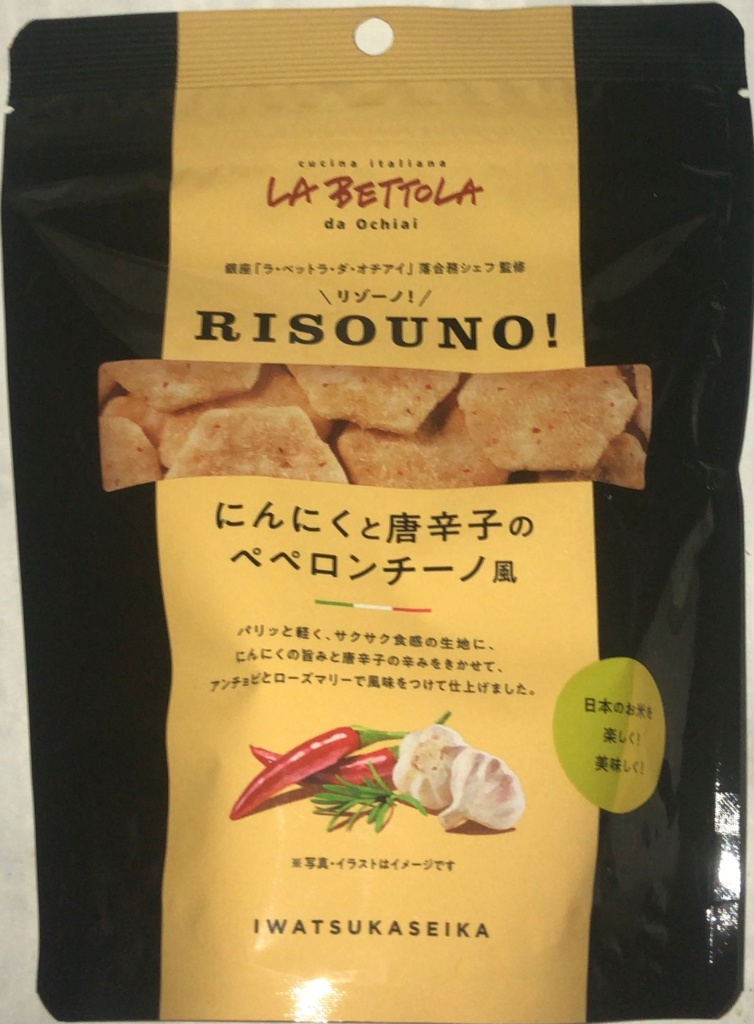 cucina italiana
LA BETTOLA
da Ochiai
銀座「ラ・ベットラ・ダ・オチアイ」落合務シェフ監修
\リゾーノ!/
RISOUNO!
にんにくと唐辛子の
ペペロンチーノ風
パリッと軽く、サクサク食感の生地に、
にんにくの旨みと唐辛子の辛みをきかせて、
アンチョビとローズマリーで風味をつけて仕上げました。
日本のお米を
楽しく!
美味しく!
※写真・イラストはイメージです
IWATSUKASEIKA